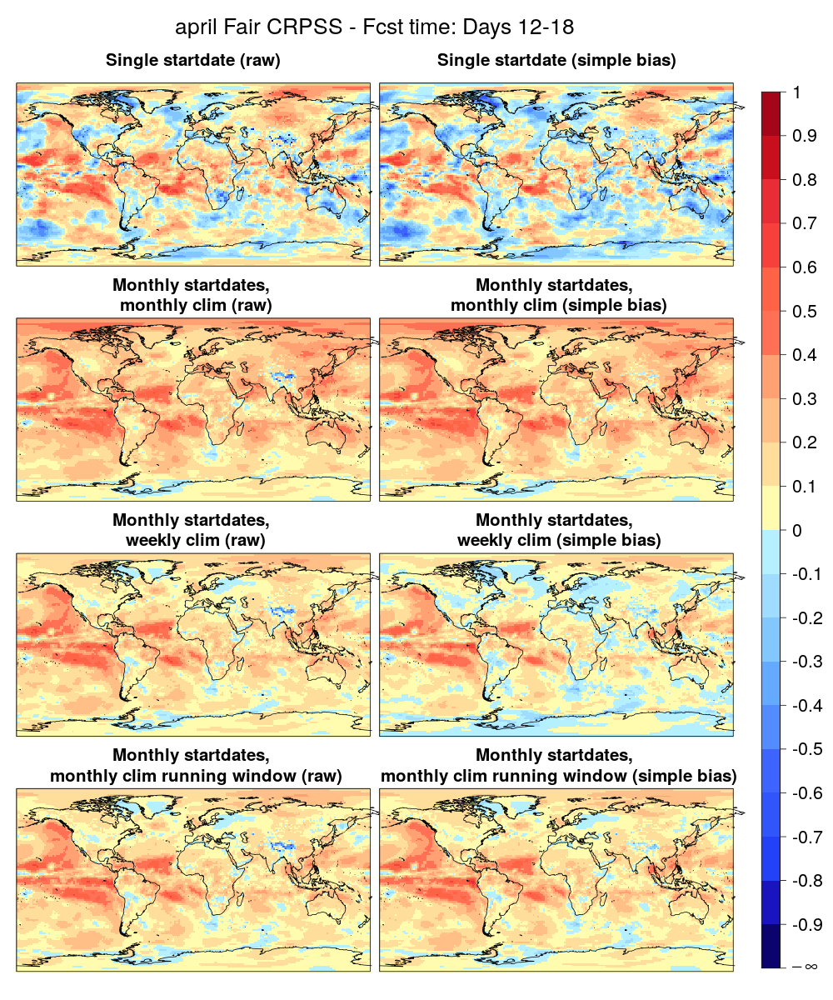 april Fair CRPSS - Fcst time: Days 12-18
Single startdate (raw)
Single startdate (simple bias)
Monthly startdates,
monthly clim (raw)
Monthly startdates,
monthly clim (simple bias)
Monthly startdates,
weekly clim (raw)
Monthly startdates,
weekly clim (simple bias)
Monthly startdates,
monthly clim running window (raw)
Monthly startdates,
monthly clim running window (simple bias)
1
0.9
0.8
0.7
0.6
0.5
0.4
0.3
0.2
0.1
0
-0.1
-0.2
-0.3
-0.4
-0.5
-0.6
-0.7
-0.8
-0.9
−∞